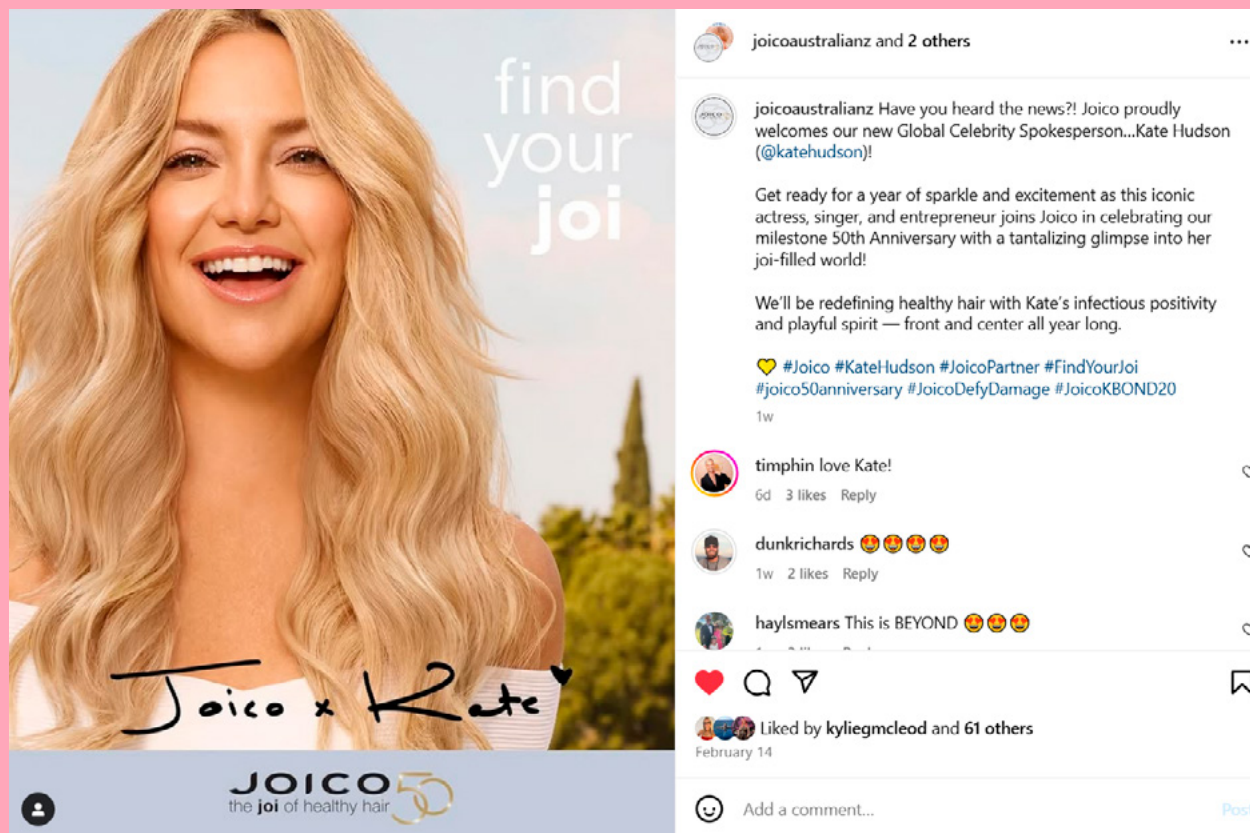 find
your
joi
Joico x Kate
JOICO 50
the joi of healthy hair
joicoaustralianz and 2 others
joicoaustralianz Have you heard the news?! Joico proudly
welcomes our new Global Celebrity Spokesperson...Kate Hudson
(@katehudson)!
Get ready for a year of sparkle and excitement as this iconic
actress, singer, and entrepreneur joins Joico in celebrating our
milestone 50th Anniversary with a tantalizing glimpse into her
joi-filled world!
We'll be redefining healthy hair with Kate's infectious positivity
and playful spirit — front and center all year long.
💛 #Joico #KateHudson #JoicoPartner #FindYourJoi
#joico50anniversary #JoicoDefyDamage #JoicoKBOND20
1w
timphin love Kate!
6d 3 likes Reply
dunkrichards 😍😍😍😍
1w 2 likes Reply
haylsmears This is BEYOND 😍😍😍
Liked by kyliegmcleod and 61 others
February 14
Add a comment...